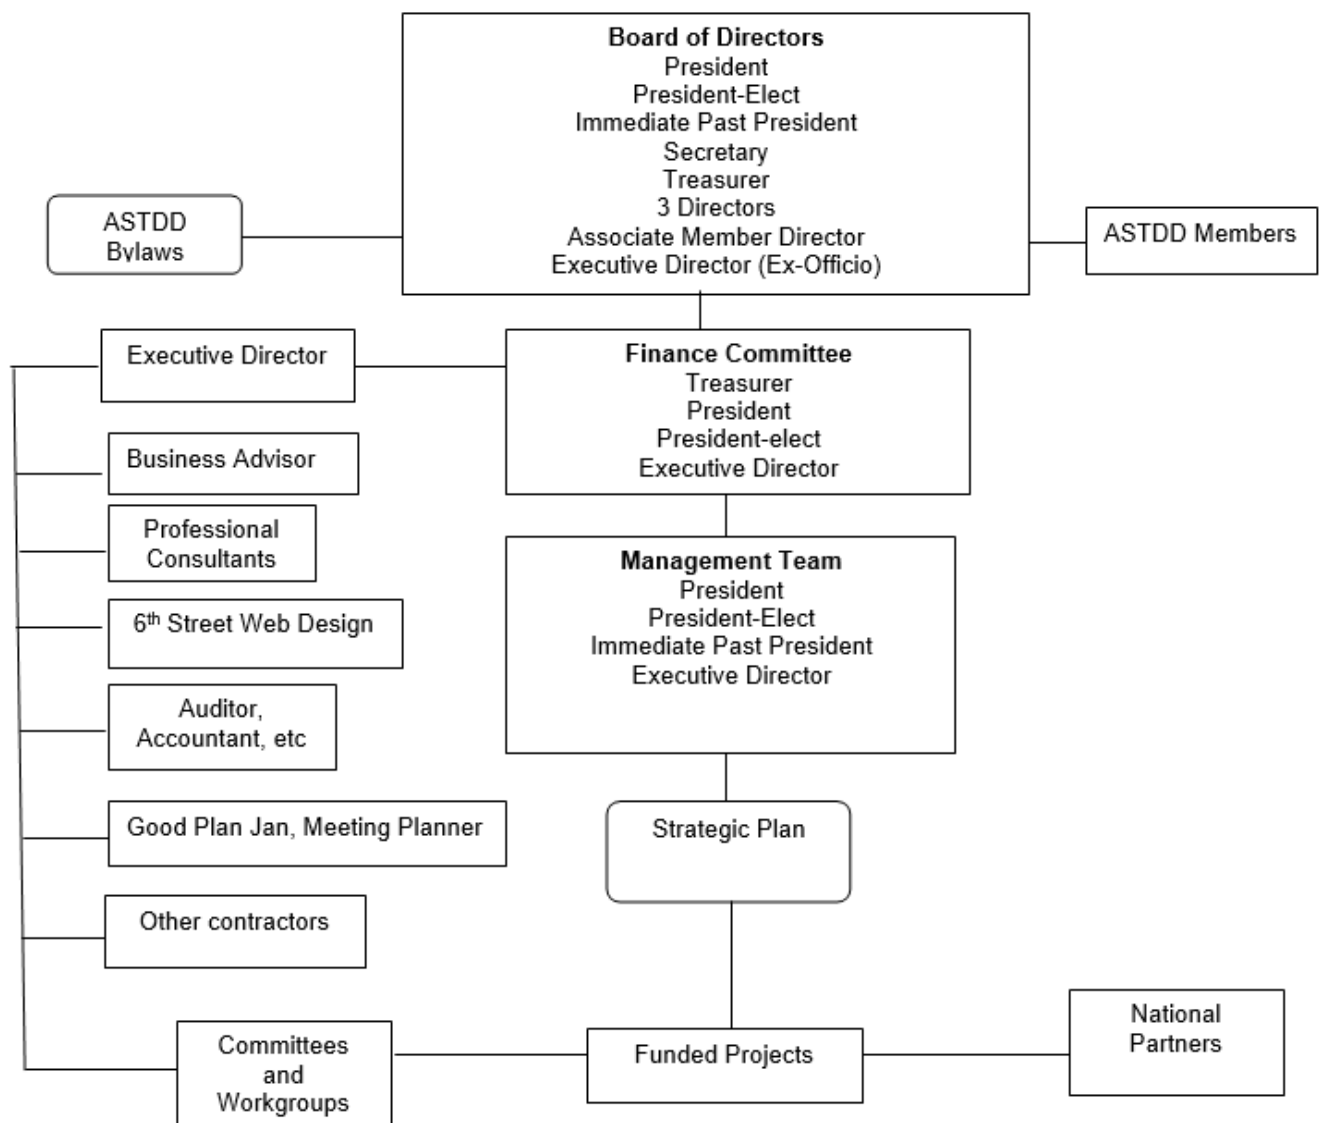 Board of Directors
President
President-Elect
Immediate Past President
Secretary
Treasurer
3 Directors
Associate Member Director
Executive Director (Ex-Officio)
ASTDD
Bylaws
ASTDD Members
Executive Director
Finance Committee
Treasurer
President
President-elect
Executive Director
Business Advisor
Professional
Consultants
6th Street Web Design
Auditor,
Accountant, etc
Good Plan Jan, Meeting Planner
Other contractors
Management Team
President
President-Elect
Immediate Past President
Executive Director
Strategic Plan
Committees
and
Workgroups
Funded Projects
National
Partners